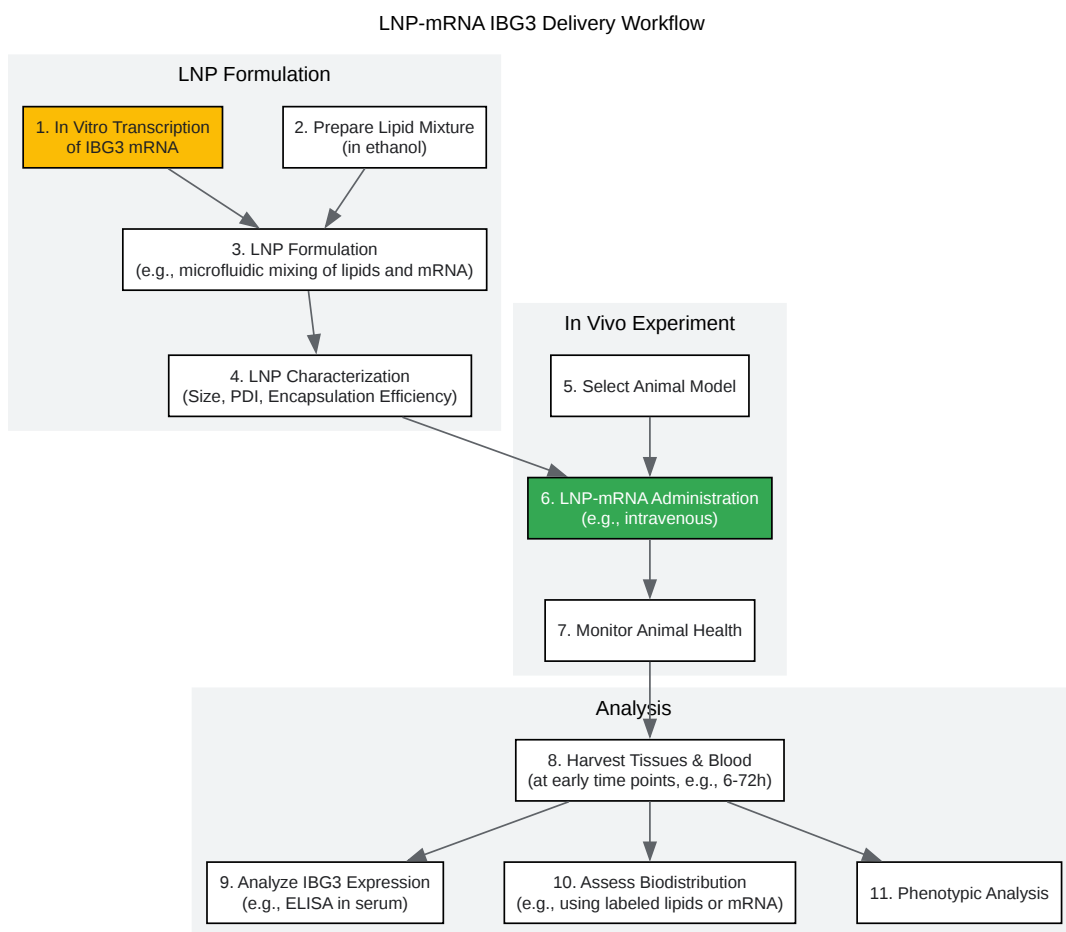 LNP-mRNA IBG3 Delivery Workflow
LNP Formulation
1. In Vitro Transcription
of IBG3 mRNA
2. Prepare Lipid Mixture
(in ethanol)
3. LNP Formulation
(e.g., microfluidic mixing of lipids and mRNA)
4. LNP Characterization
(Size, PDI, Encapsulation Efficiency)
In Vivo Experiment
5. Select Animal Model
6. LNP-mRNA Administration
(e.g., intravenous)
7. Monitor Animal Health
Analysis
8. Harvest Tissues & Blood
(at early time points, e.g., 6-72h)
9. Analyze IBG3 Expression
(e.g., ELISA in serum)
10. Assess Biodistribution
(e.g., using labeled lipids or mRNA)
11. Phenotypic Analysis